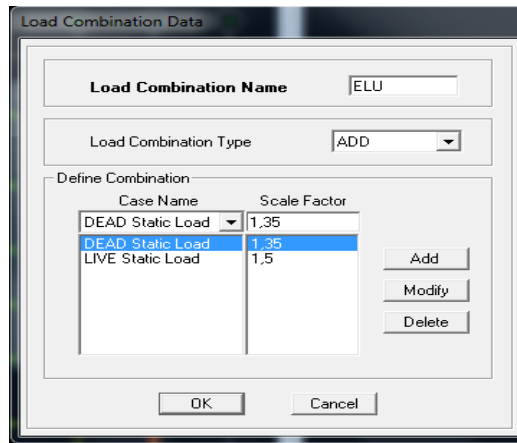 Load Combination Data
Load Combination Name ELU
Load Combination Type ADD
Define Combination
Case Name Scale Factor
DEAD Static Load 1,35
DEAD Static Load 1,35
LIVE Static Load 1,5
Add
Modify
Delete
OK Cancel